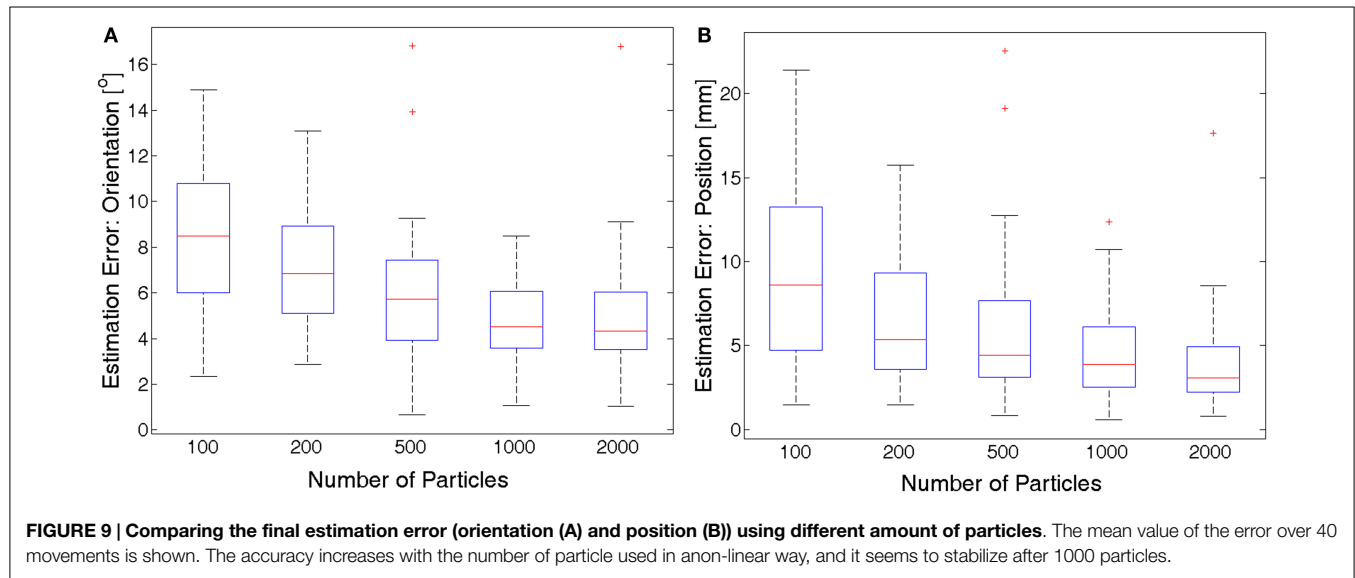 A
Estimation Error: Orientation [°]
16
14
12
10
8
6
4
2
0
100 200 500 1000 2000
Number of Particles
B
Estimation Error: Position [mm]
20
15
10
5
0
100 200 500 1000 2000
Number of Particles
FIGURE 9 | Comparing the final estimation error (orientation (A) and position (B)) using different amount of particles. The mean value of the error over 40
movements is shown. The accuracy increases with the number of particle used in anon-linear way, and it seems to stabilize after 1000 particles.